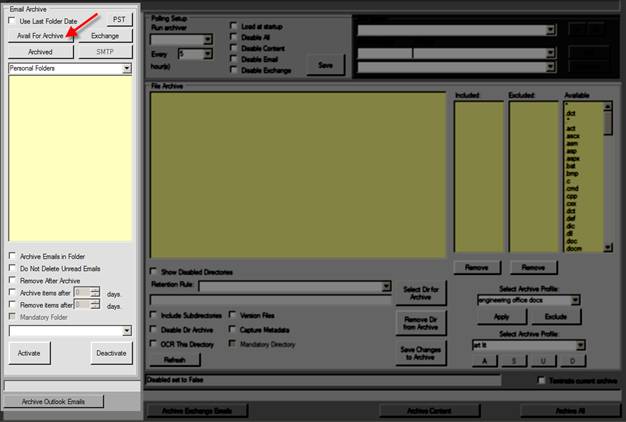 Email Archive
Use Last Folder Date
PST
Avail For Archive
Exchange
Archived
SMTP
Personal Folders
Archive Emails in Folder
Do Not Delete Unread Emails
Remove After Archive
Archive items after 0 days.
Remove items after 0 days.
Mandatory Folder
Activate
Deactivate
Archive Outlook Emails
Polling Setup
Run archiver
Every 5
hour(s)
Load at startup
Disable All
Disable Content
Disable Email
Disable Exchange
Save
File Archive
Show Disabled Directories
Retention Rule:
Include Subdirectories
Version Files
Disable Dir Archive
Capture Metadata
OCR This Directory
Mandatory Directory
Refresh
Select Dir for
Archive
Remove Dir
from Archive
Save Changes
to Archive
Included:
Excluded:
Available
.dct
act
ascx
asm
asp
aspx
bat
bmp
c
cmd
cpp
csx
dct
def
dic
dll
doc
docm
Remove
Remove
Select Archive Profile:
engineering office docs
Apply
Exclude
Select Archive Profile:
A
S
U
D
Disabled set to False
Terminate current archive
Archive Exchange Emails
Archive Content
Archive All